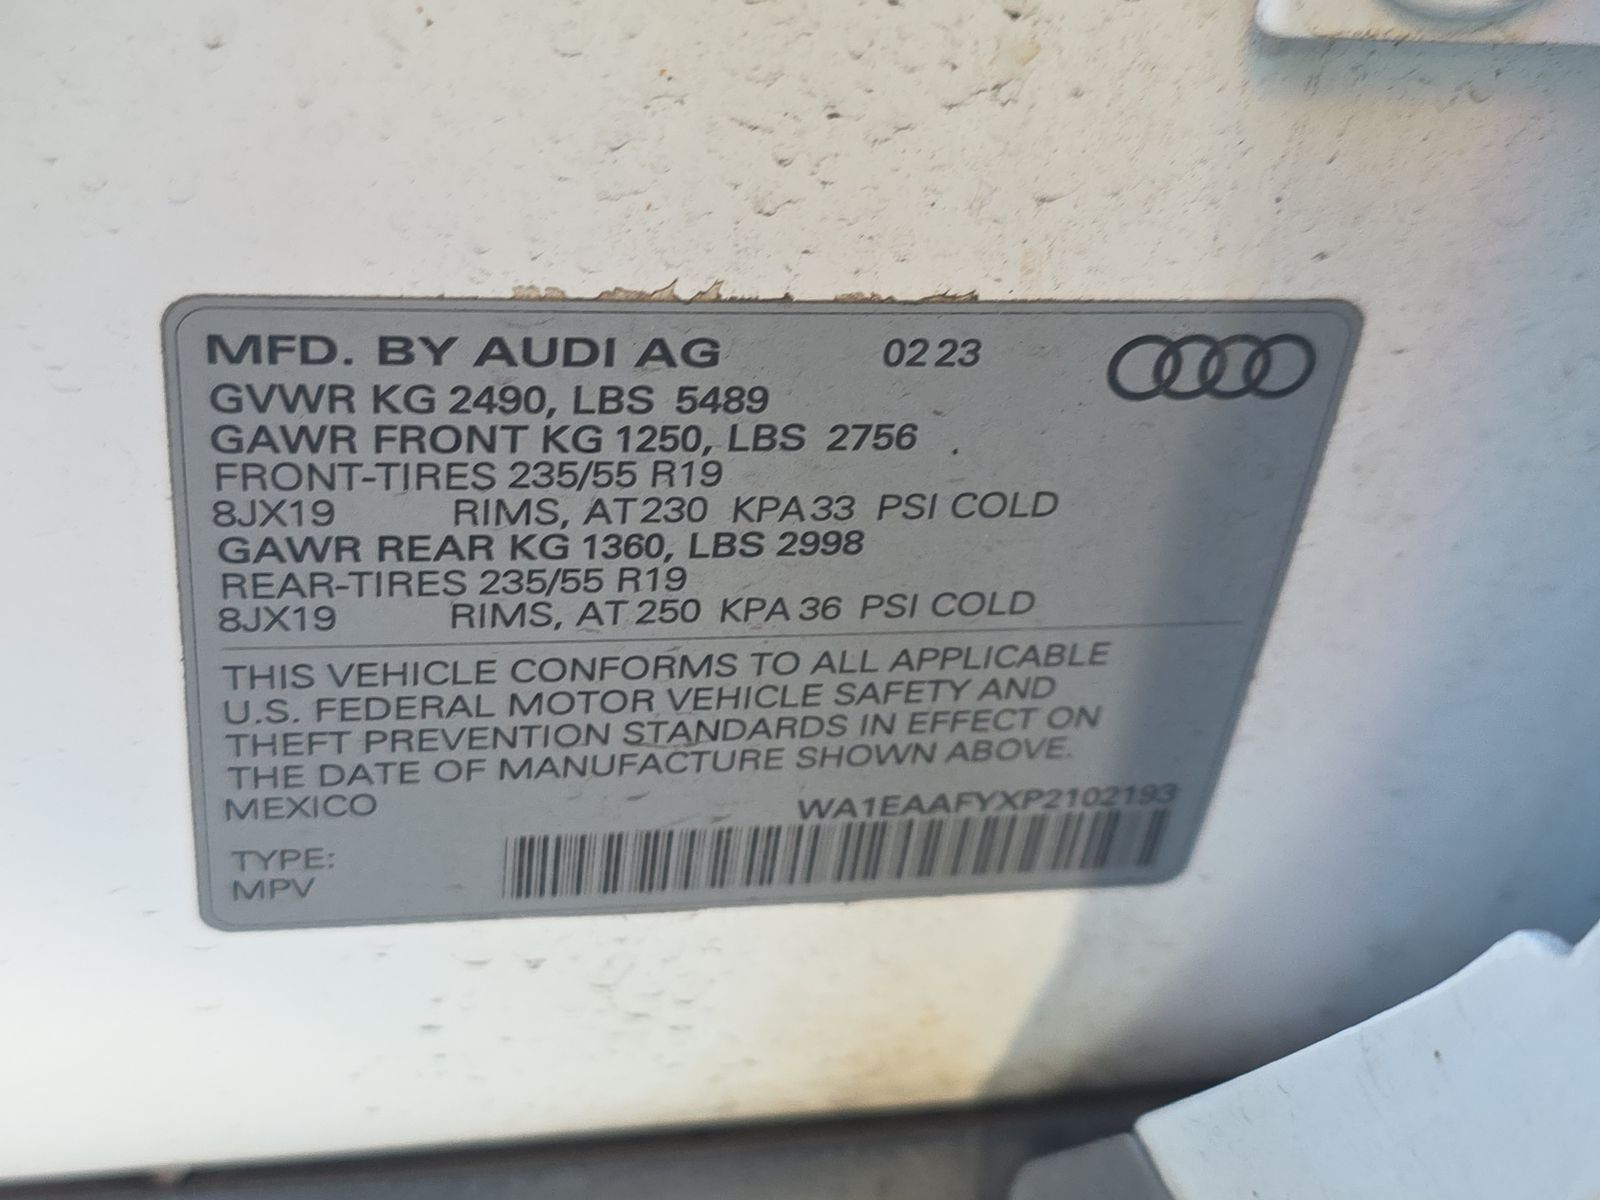 MFD. BY AUDI AG 02 23
GVWR KG 2490, LBS 5489
GAWR FRONT KG 1250, LBS 2756
FRONT-TIRES 235/55 R19
8JX19 RIMS, AT 230 KPA 33 PSI COLD
GAWR REAR KG 1360, LBS 2998
REAR-TIRES 235/55 R19
8JX19 RIMS, AT 250 KPA 36 PSI COLD
THIS VEHICLE CONFORMS TO ALL APPLICABLE
U.S. FEDERAL MOTOR VEHICLE SAFETY AND
THEFT PREVENTION STANDARDS IN EFFECT ON
THE DATE OF MANUFACTURE SHOWN ABOVE.
MEXICO WA1EAAFYXP2102193
TYPE:
MPV